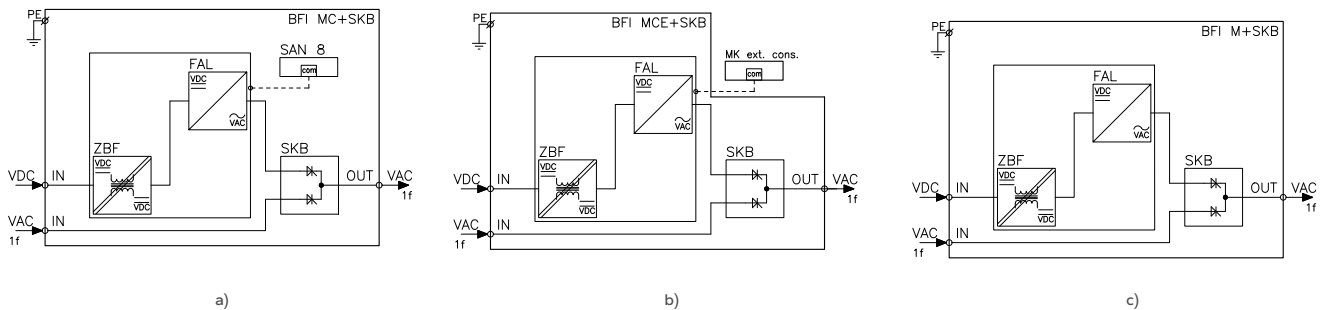 PE
BFI MC+SKB
SAN 8
com
FAL
VDC
VAC
ZBF
VDC
VDC
SKB
VDC
IN
OUT
VAC
1f
VAC
IN
1f
a)
PE
BFI MCE+SKB
MK ext. cons.
com
FAL
VDC
VAC
ZBF
VDC
VDC
SKB
VDC
IN
OUT
VAC
1f
VAC
IN
1f
b)
PE
BFI M+SKB
FAL
VDC
VAC
ZBF
VDC
VDC
SKB
VDC
IN
OUT
VAC
1f
VAC
IN
1f
c)